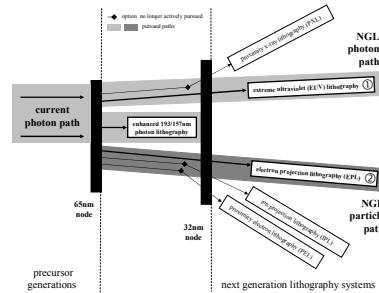 option no longer actively pursued
pursued paths
proximity x-ray lithography (PXL)
NGL
photon
path
extreme ultraviolet (EUV) lithography ①
current
photon path
enhanced 193/157nm
photon lithography
electron projection lithography (EPL) ②
65nm
node
32nm
node
ion projection lithography (IPL)
proximity electron lithography (PEL)
NGL
particle
path
precursor
generations
next generation lithography systems